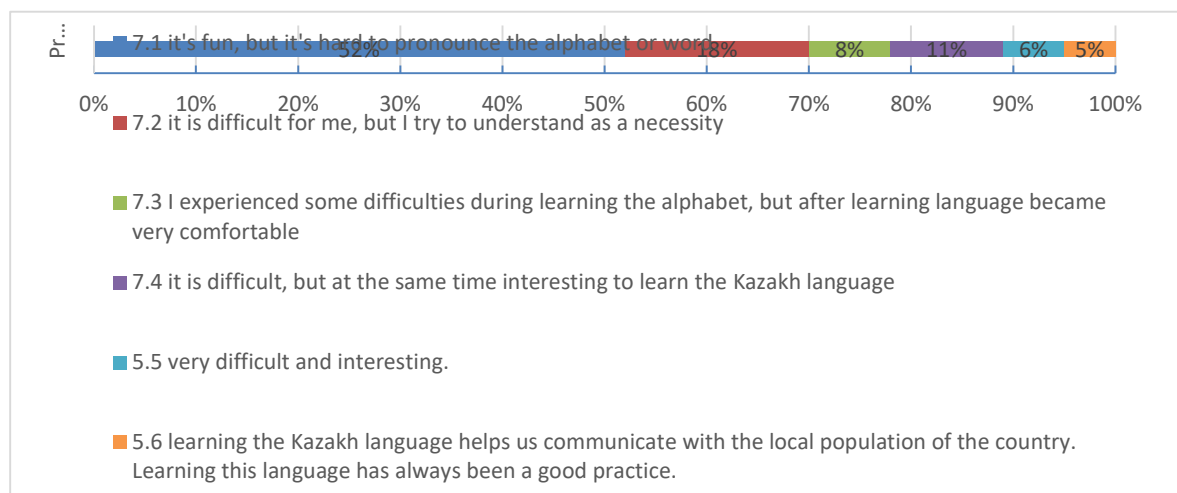 Pr...
7.1 it's fun, but it's hard to pronounce the alphabet or word
52% 18% 8% 11% 6% 5%
0% 10% 20% 30% 40% 50% 60% 70% 80% 90% 100%
7.2 it is difficult for me, but I try to understand as a necessity
7.3 I experienced some difficulties during learning the alphabet, but after learning language became
very comfortable
7.4 it is difficult, but at the same time interesting to learn the Kazakh language
5.5 very difficult and interesting.
5.6 learning the Kazakh language helps us communicate with the local population of the country.
Learning this language has always been a good practice.